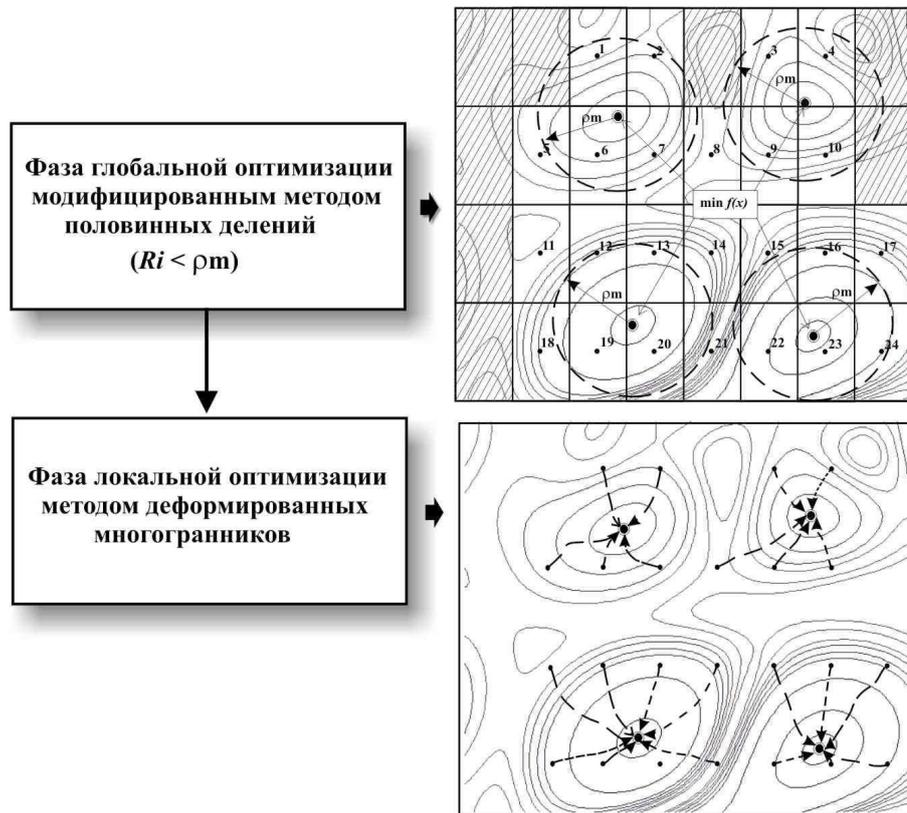 Фаза глобальной оптимизации
модифицированным методом
половинных делений
(Ri < ρm)
Фаза локальной оптимизации
методом деформированных
многогранников
1 2 3 4
ρm
ρm
5 6 7 8 9 10
min f(x)
11 12 13 14 15 16 17
ρm
ρm
18 19 20 21 22 23 24